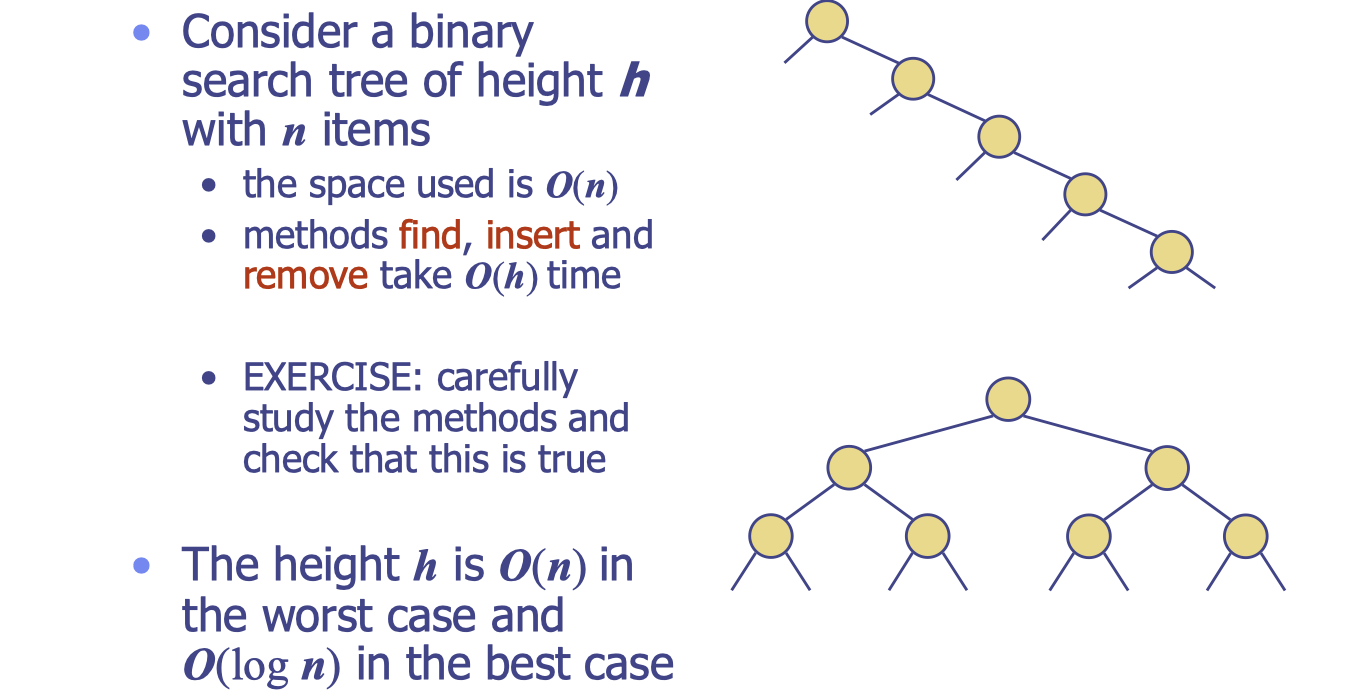 • Consider a binary
search tree of height h
with n items
• the space used is O(n)
• methods find, insert and
remove take O(h) time
• EXERCISE: carefully
study the methods and
check that this is true
• The height h is O(n) in
the worst case and
O(log n) in the best case